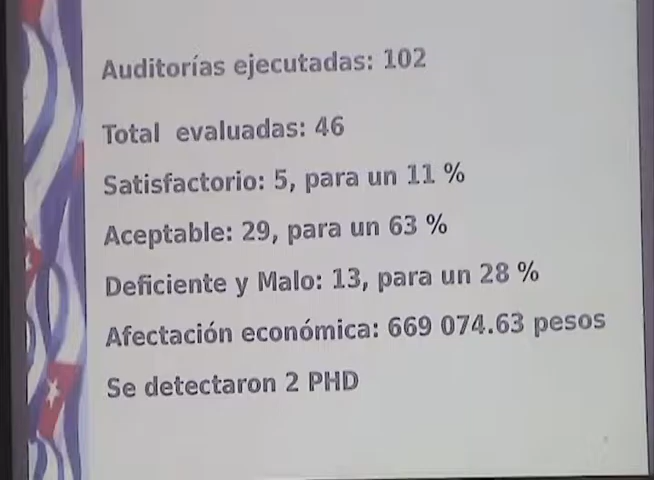 Auditorías ejecutadas: 102
Total evaluadas: 46
Satisfactorio: 5, para un 11 %
Aceptable: 29, para un 63 %
Deficiente y Malo: 13, para un 28 %
Afectación económica: 669 074.63 pesos
Se detectaron 2 PHD